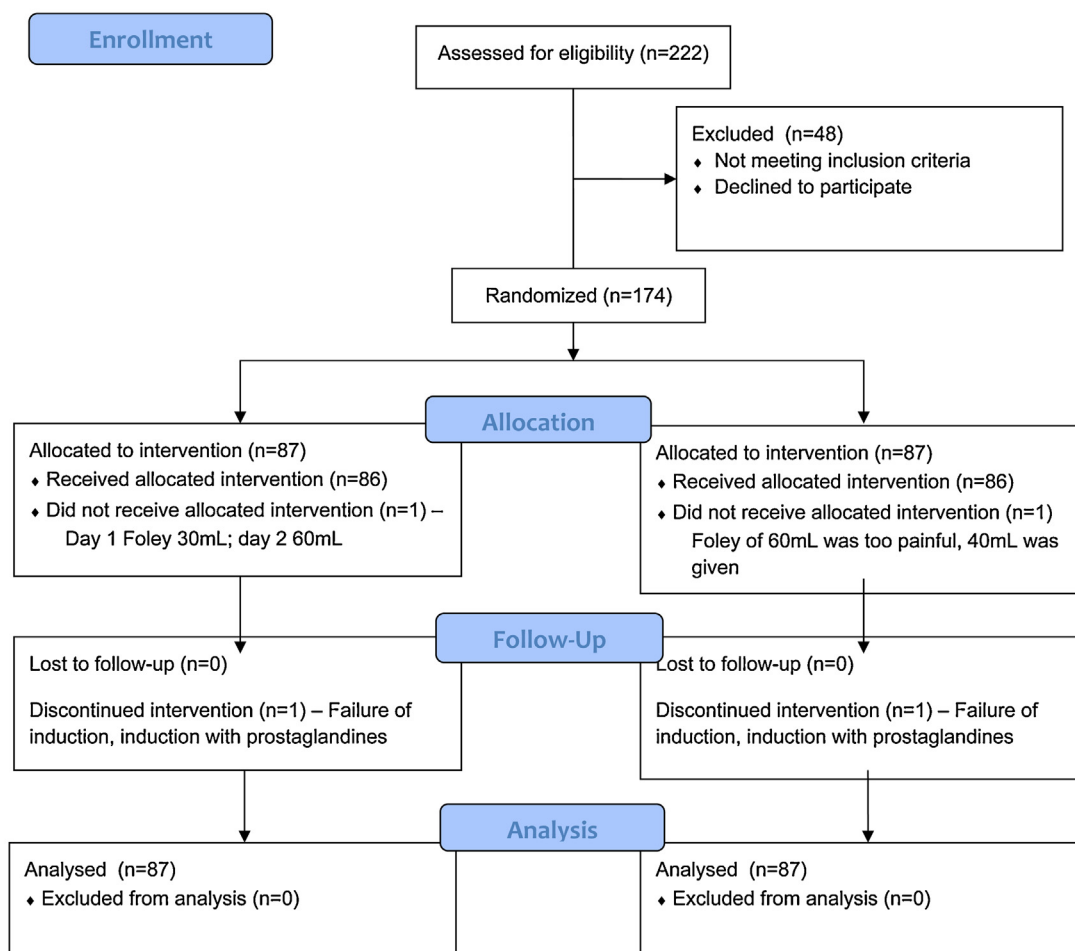 Enrollment
Assessed for eligibility (n=222)
Excluded (n=48)
♦ Not meeting inclusion criteria
♦ Declined to participate
Randomized (n=174)
Allocation
Allocated to intervention (n=87)
♦ Received allocated intervention (n=86)
♦ Did not receive allocated intervention (n=1) –
Day 1 Foley 30mL; day 2 60mL
Allocated to intervention (n=87)
♦ Received allocated intervention (n=86)
♦ Did not receive allocated intervention (n=1)
Foley of 60mL was too painful, 40mL was
given
Follow-Up
Lost to follow-up (n=0)
Discontinued intervention (n=1) – Failure of
induction, induction with prostaglandines
Lost to follow-up (n=0)
Discontinued intervention (n=1) – Failure of
induction, induction with prostaglandines
Analysis
Analysed (n=87)
♦ Excluded from analysis (n=0)
Analysed (n=87)
♦ Excluded from analysis (n=0)